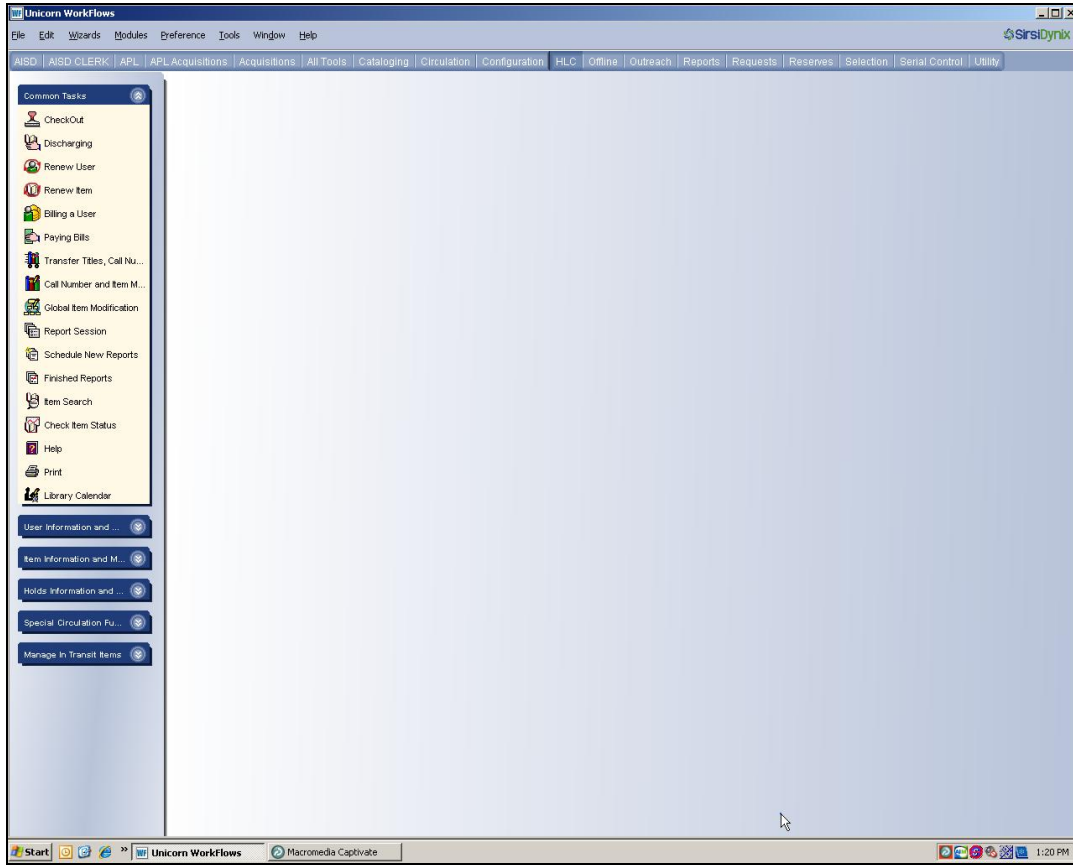 Unicorn WorkFlows
File Edit Wizards Modules Preference Tools Window Help
SirsiDynix
AISD AISD CLERK APL APL Acquisitions Acquisitions All Tools Cataloging Circulation Configuration HLC Offline Outreach Reports Requests Reserves Selection Serial Control Utility
Common Tasks
CheckOut
Discharging
Renew User
Renew Item
Billing a User
Paying Bills
Transfer Titles, Call Nu...
Call Number and Item M...
Global Item Modification
Report Session
Schedule New Reports
Finished Reports
Item Search
Check Item Status
Help
Print
Library Calendar
User Information and ...
Item Information and M...
Holds Information and ...
Special Circulation Fu...
Manage In Transit Items
Start » WF Unicorn WorkFlows Macromedia Captivate 1:20 PM